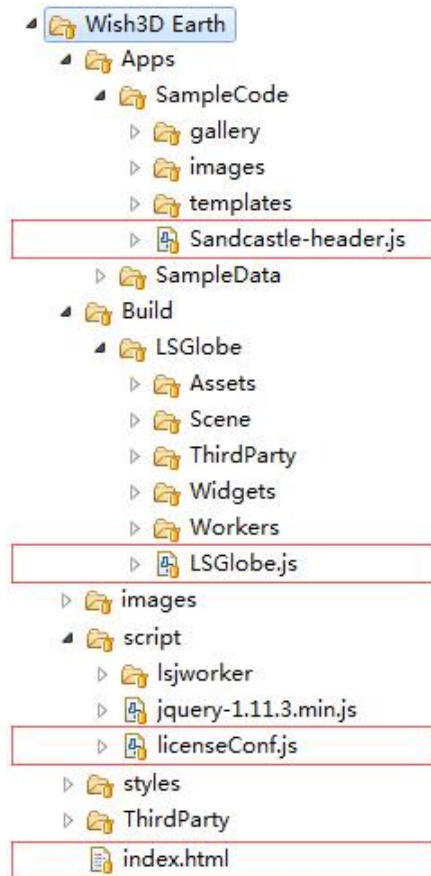 Wish3D Earth
Apps
SampleCode
gallery
images
templates
Sandcastle-header.js
SampleData
Build
LSGlobe
Assets
Scene
ThirdParty
Widgets
Workers
LSGlobe.js
images
script
lsjworker
jquery-1.11.3.min.js
licenseConf.js
styles
ThirdParty
index.html